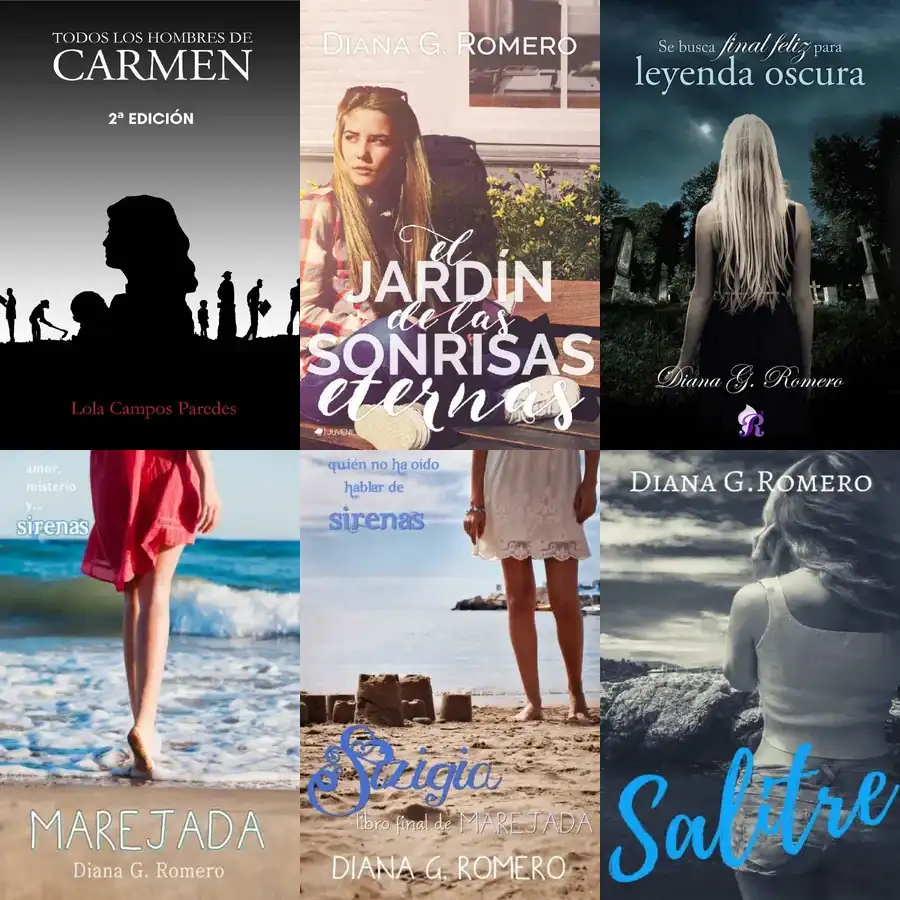 TODOS LOS HOMBRES DE
CARMEN
2ª EDICIÓN
Lola Campos Paredes
DIANA G. ROMERO
el
JARDÍN
de las
SONRISAS
eternas
JUVENIL
Se busca final feliz para
leyenda oscura
Diana G. Romero
R
amor,
misterio
y...
sirenas
MAREJADA
Diana G. Romero
quién no ha oido
hablar de
sirenas
Sizigia
libro final de MAREJADA
DIANA G. ROMERO
DIANA G. ROMERO
Salitre